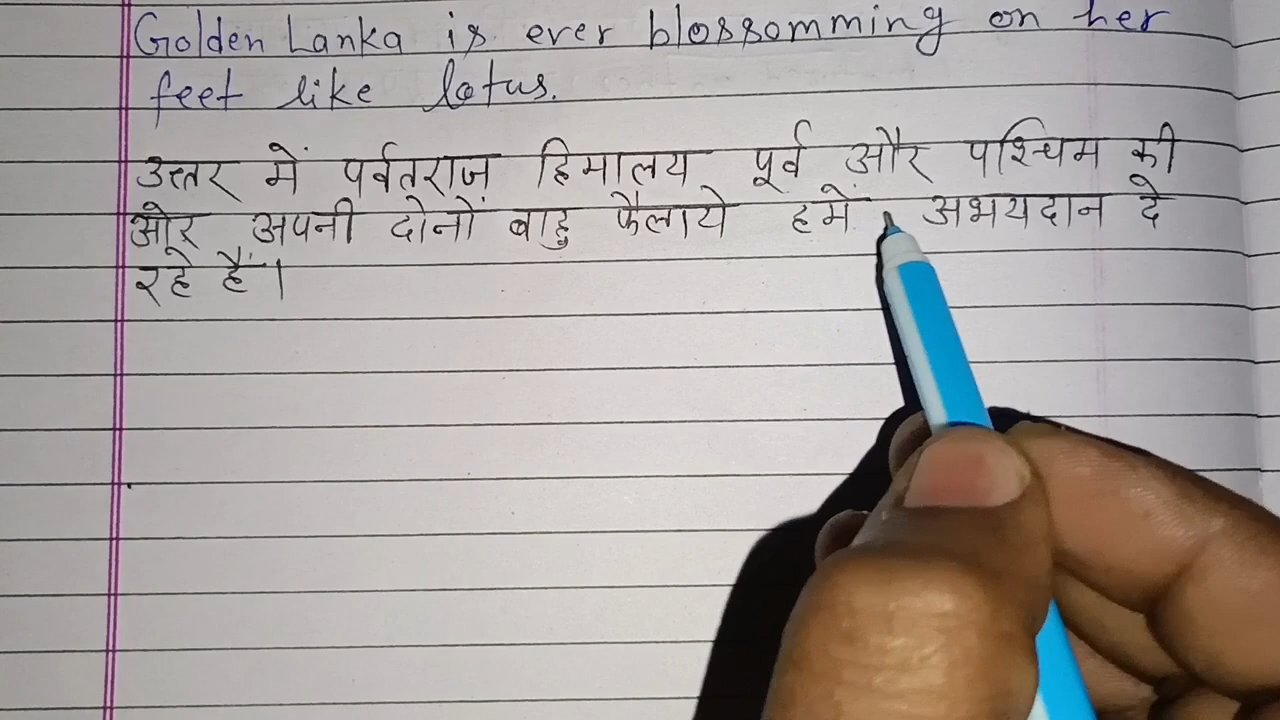 Golden Lanka is ever blossomming on her
feet like lotus.
उत्तर में पर्वतराज हिमालय पूर्व और पश्चिम की
ओर अपनी दोनों बाहु फैलाये हमें अभयदान दे
रहे हैं।